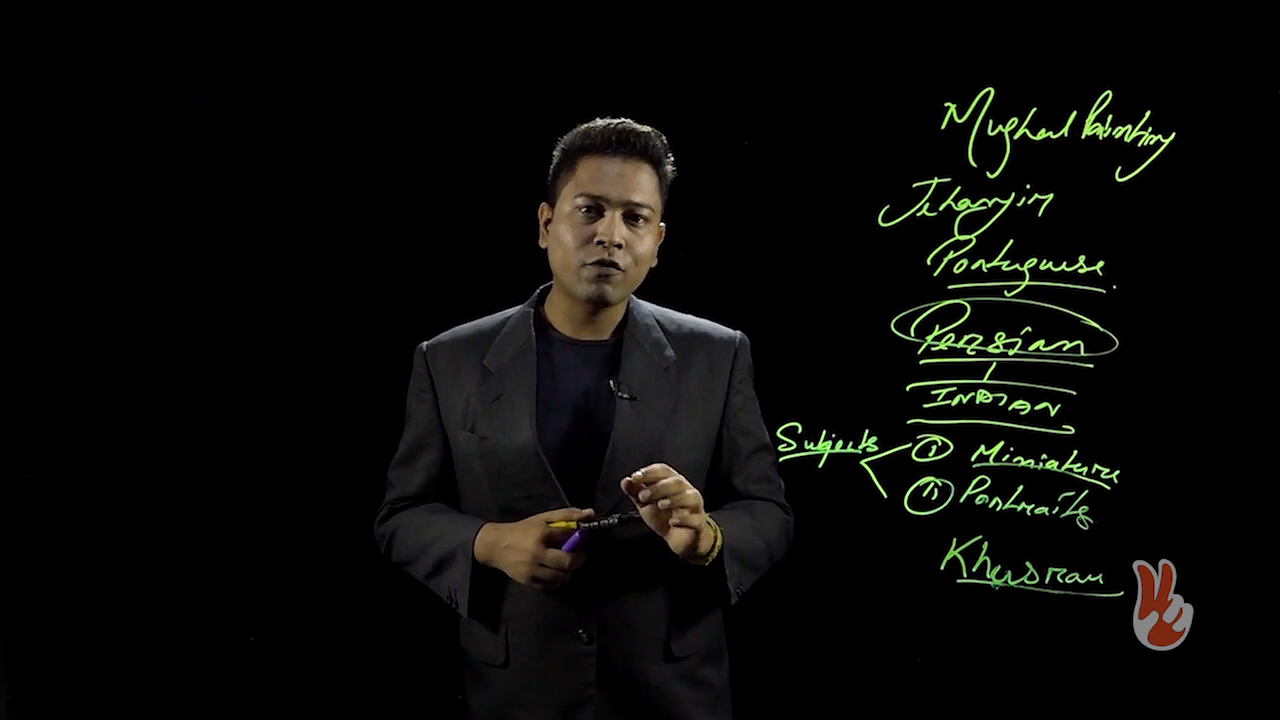 Mughal Painting
Jehangir
Portuguese.
Persian
INDIAN
Subjects
(i) Miniature
(ii) Portraits
Khusrau